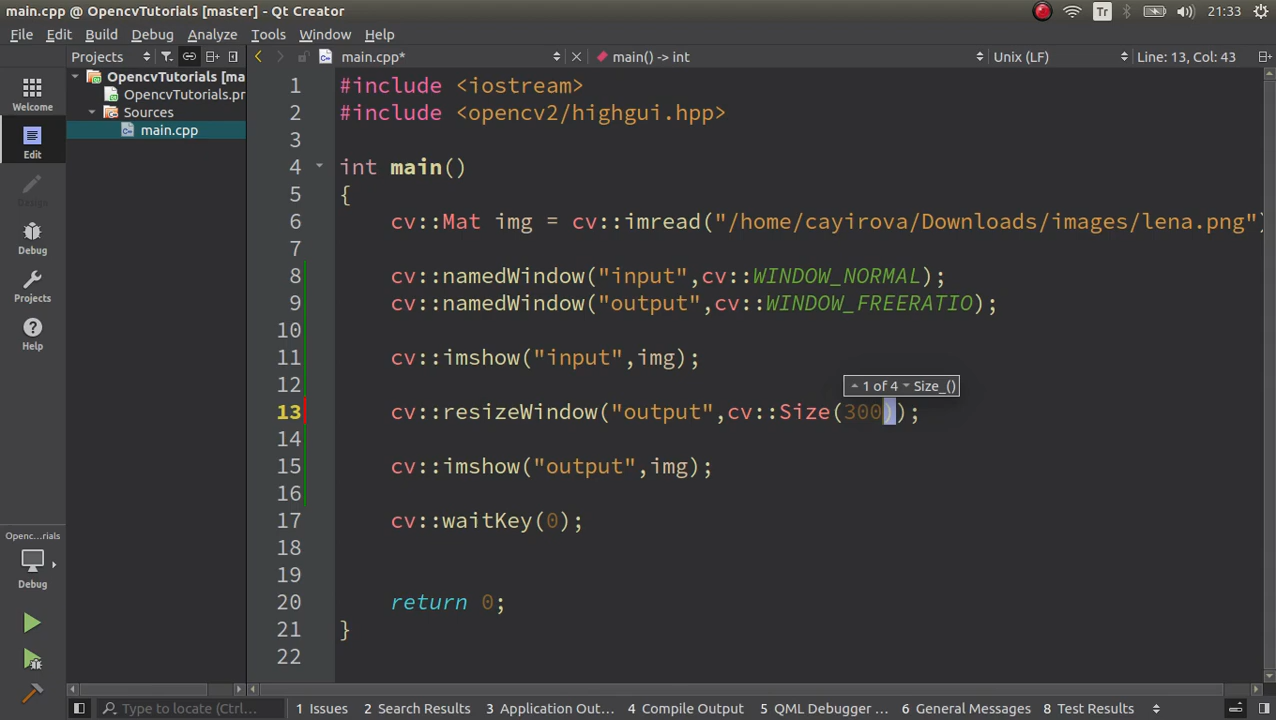 main.cpp @ OpencvTutorials [master] - Qt Creator
Tr
21:33
File Edit View Build Debug Analyze Tools Window Help
Projects
main.cpp*
main() -> int
Unix (LF)
Line: 13, Col: 43
Welcome
Edit
Design
Debug
Projects
Help
Openc...rials
Debug
OpencvTutorials [ma
OpencvTutorials.pr
Sources
main.cpp
1 #include <iostream>
2 #include <opencv2/highgui.hpp>
3
4 int main()
5 {
6 cv::Mat img = cv::imread("/home/cayirova/Downloads/images/lena.png")
7
8 cv::namedWindow("input",cv::WINDOW_NORMAL);
9 cv::namedWindow("output",cv::WINDOW_FREERATIO);
10
11 cv::imshow("input",img);
12
1 of 4 Size_()
13 cv::resizeWindow("output",cv::Size(300));
14
15 cv::imshow("output",img);
16
17 cv::waitKey(0);
18
19
20 return 0;
21 }
22
Type to locate (Ctrl...
1 Issues
2 Search Results
3 Application Out...
4 Compile Output
5 QML Debugger ...
6 General Messages
8 Test Results